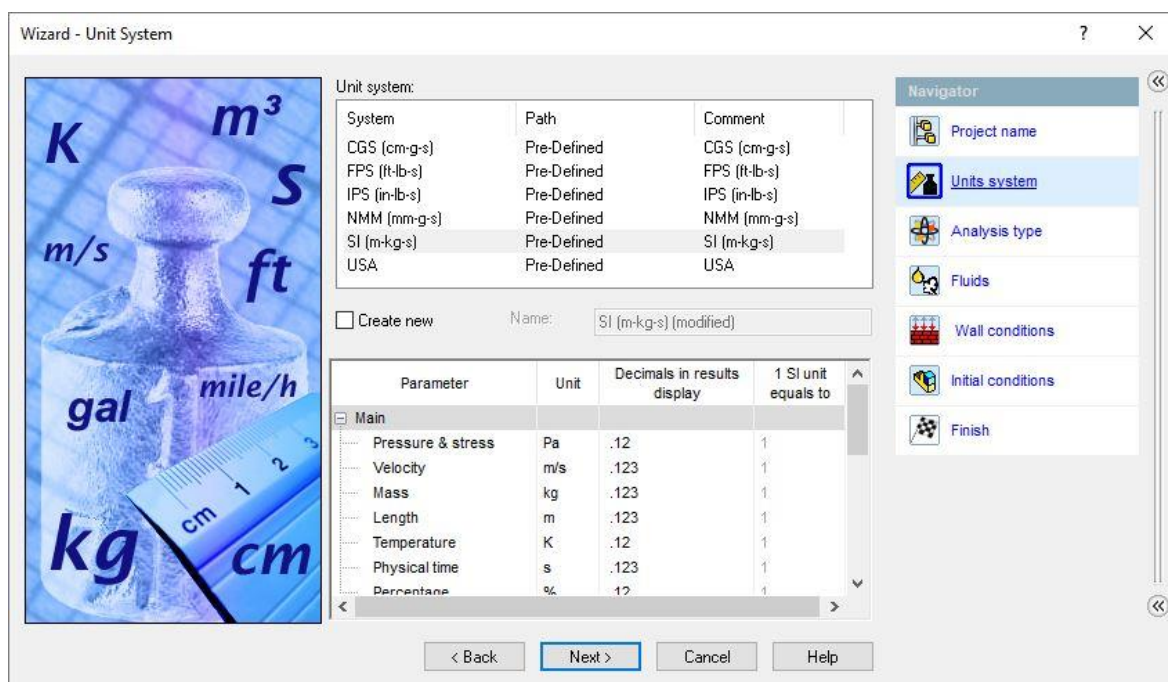 Wizard - Unit System
?
K
m³
s
m/s
ft
gal
mile/h
cm
1
2
3
kg
cm
Unit system:
System Path Comment
CGS (cm-g-s) Pre-Defined CGS (cm-g-s)
FPS (ft-lb-s) Pre-Defined FPS (ft-lb-s)
IPS (in-lb-s) Pre-Defined IPS (in-lb-s)
NMM (mm-g-s) Pre-Defined NMM (mm-g-s)
SI (m-kg-s) Pre-Defined SI (m-kg-s)
USA Pre-Defined USA
Create new Name: SI (m-kg-s) (modified)
Parameter Unit Decimals in results display 1 SI unit equals to
Main
Pressure & stress Pa .12 1
Velocity m/s .123 1
Mass kg .123 1
Length m .123 1
Temperature K .12 1
Physical time s .123 1
Percentage % .12 1
< Back Next > Cancel Help
Navigator
Project name
Units system
Analysis type
Fluids
Wall conditions
Initial conditions
Finish